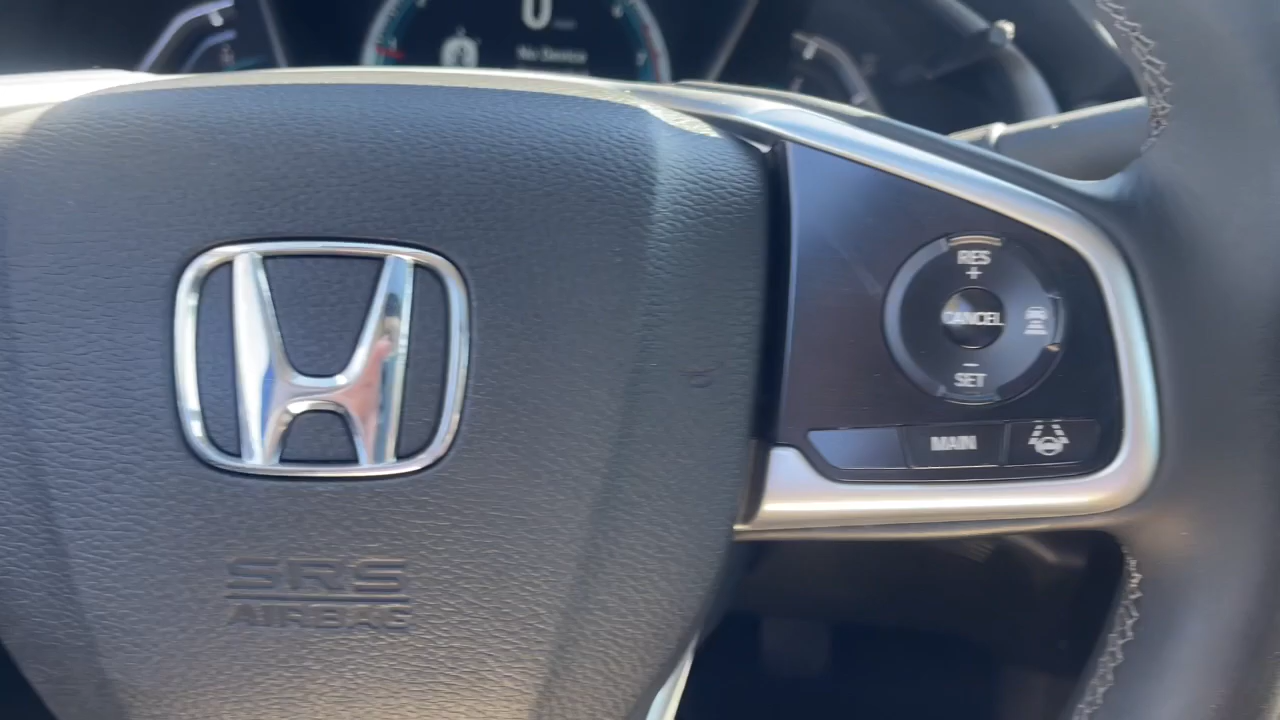 0
No Device
RES
+
CANCEL
–
SET
MAIN
SRS
AIRBAG